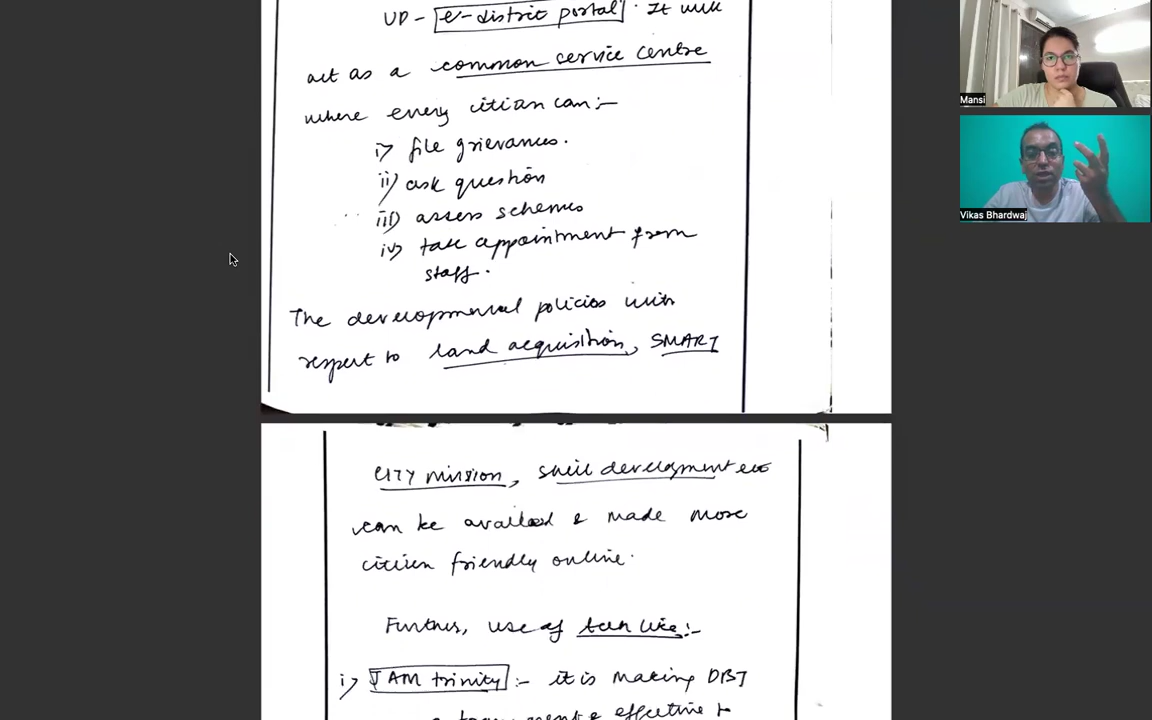 UP - e-district portal. It will
act as a common service centre
where every citizan can:-
i) file grievances.
ii) ask question
iii) assess schemes
iv) take appointment from
staff.
The developmental policies with
respect to land acquisition, SMART
CITY mission, skill development etc
can be availed & made more
citizen friendly online.
Further, use of tech like:-
i) JAM trinity :- it is making DBT
effective &
Mansi
Vikas Bhardwaj